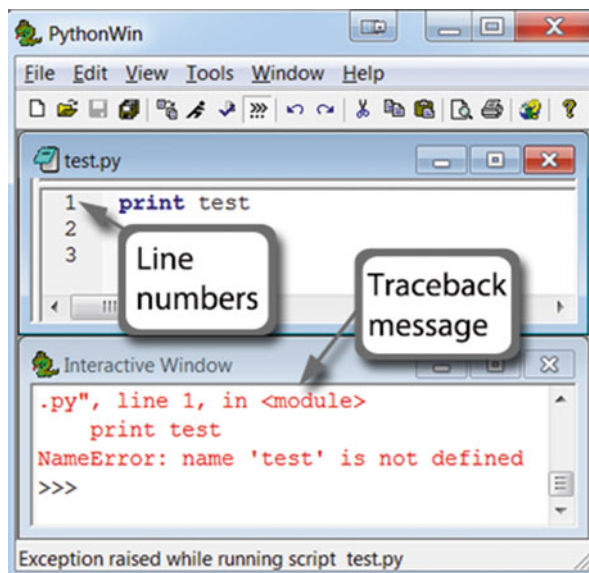 PythonWin
File Edit View Tools Window Help
test.py
1 print test
2
3
Line
numbers
Traceback
message
Interactive Window
.py", line 1, in <module>
print test
NameError: name 'test' is not defined
>>>
Exception raised while running script test.py